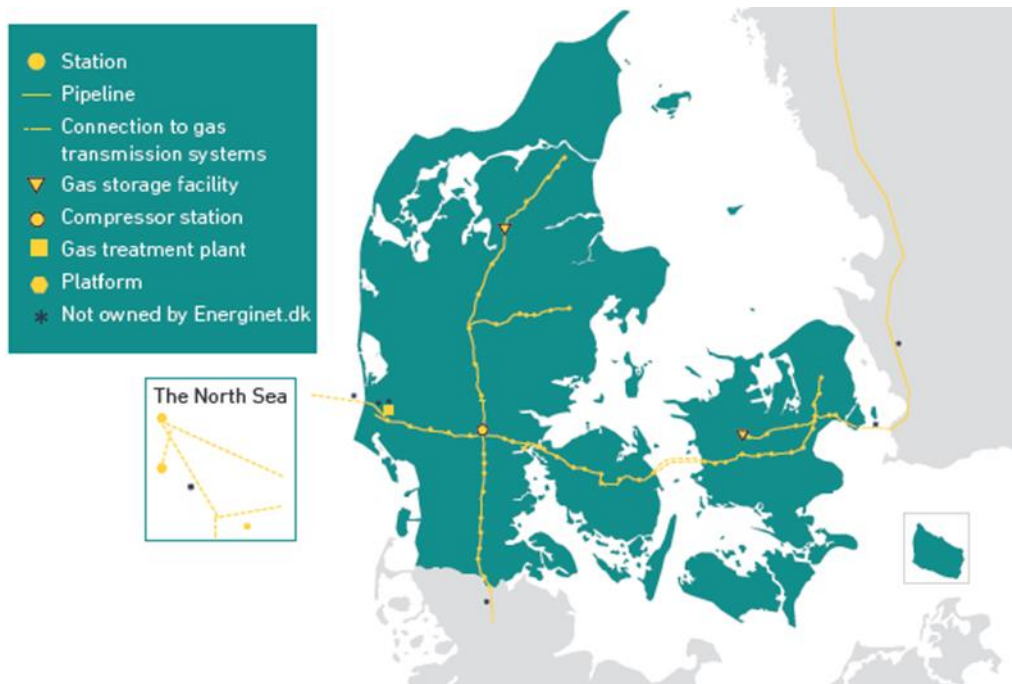 Station
Pipeline
Connection to gas
transmission systems
Gas storage facility
Compressor station
Gas treatment plant
Platform
* Not owned by Energinet.dk
The North Sea